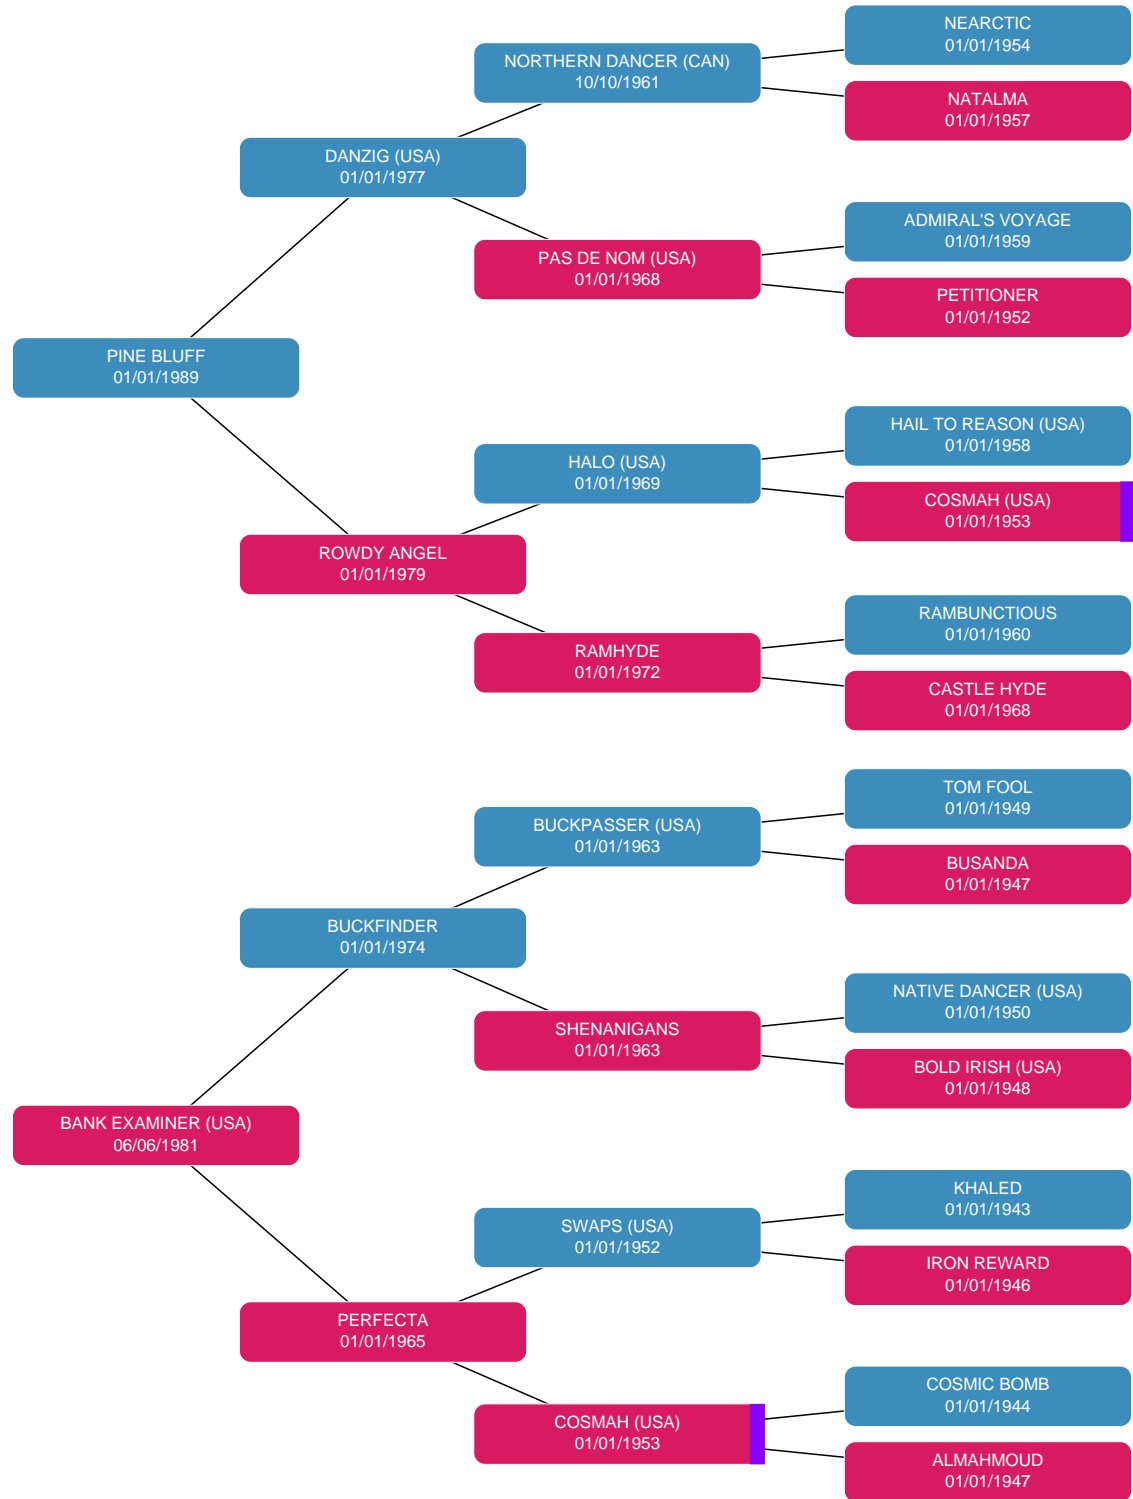 NEARCTIC
01/01/1954
NORTHERN DANCER (CAN)
10/10/1961
NATALMA
01/01/1957
DANZIG (USA)
01/01/1977
ADMIRAL'S VOYAGE
01/01/1959
PAS DE NOM (USA)
01/01/1968
PETITIONER
01/01/1952
PINE BLUFF
01/01/1989
HAIL TO REASON (USA)
01/01/1958
HALO (USA)
01/01/1969
COSMAH (USA)
01/01/1953
ROWDY ANGEL
01/01/1979
RAMBUNCTIOUS
01/01/1960
RAMHYDE
01/01/1972
CASTLE HYDE
01/01/1968
TOM FOOL
01/01/1949
BUCKPASSER (USA)
01/01/1963
BUSANDA
01/01/1947
BUCKFINDER
01/01/1974
NATIVE DANCER (USA)
01/01/1950
SHENANIGANS
01/01/1963
BOLD IRISH (USA)
01/01/1948
BANK EXAMINER (USA)
06/06/1981
KHALED
01/01/1943
SWAPS (USA)
01/01/1952
IRON REWARD
01/01/1946
PERFECTA
01/01/1965
COSMIC BOMB
01/01/1944
COSMAH (USA)
01/01/1953
ALMAHMOUD
01/01/1947